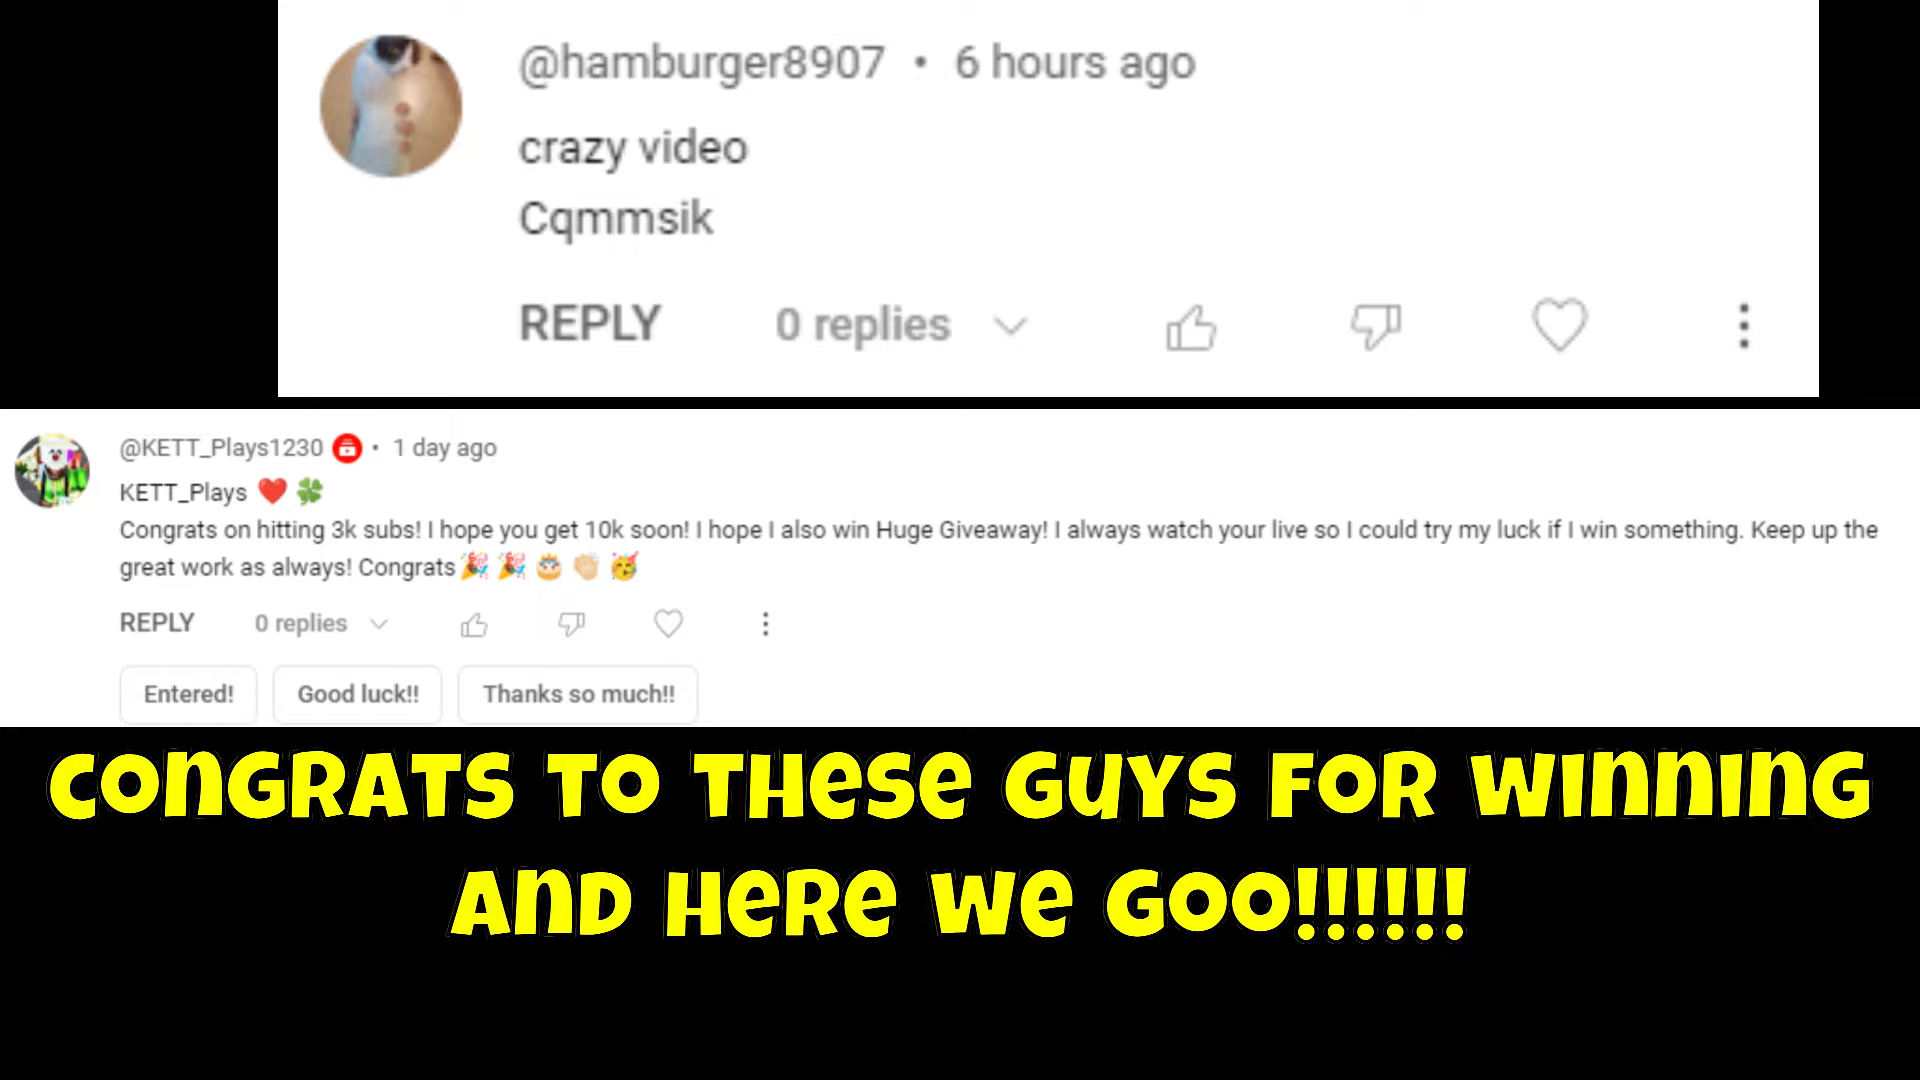 @hamburger8907 • 6 hours ago
crazy video
Cqmmsik
REPLY 0 replies
@KETT_Plays1230 • 1 day ago
KETT_Plays ❤️ 🍀
Congrats on hitting 3k subs! I hope you get 10k soon! I hope I also win Huge Giveaway! I always watch your live so I could try my luck if I win something. Keep up the
great work as always! Congrats🎉 🎉 🎂 👏🏻 🥳
REPLY 0 replies
Entered! Good luck!! Thanks so much!!
CONGRATS TO THESE GUYS FOR WINNING
AND HERE WE GOO!!!!!!